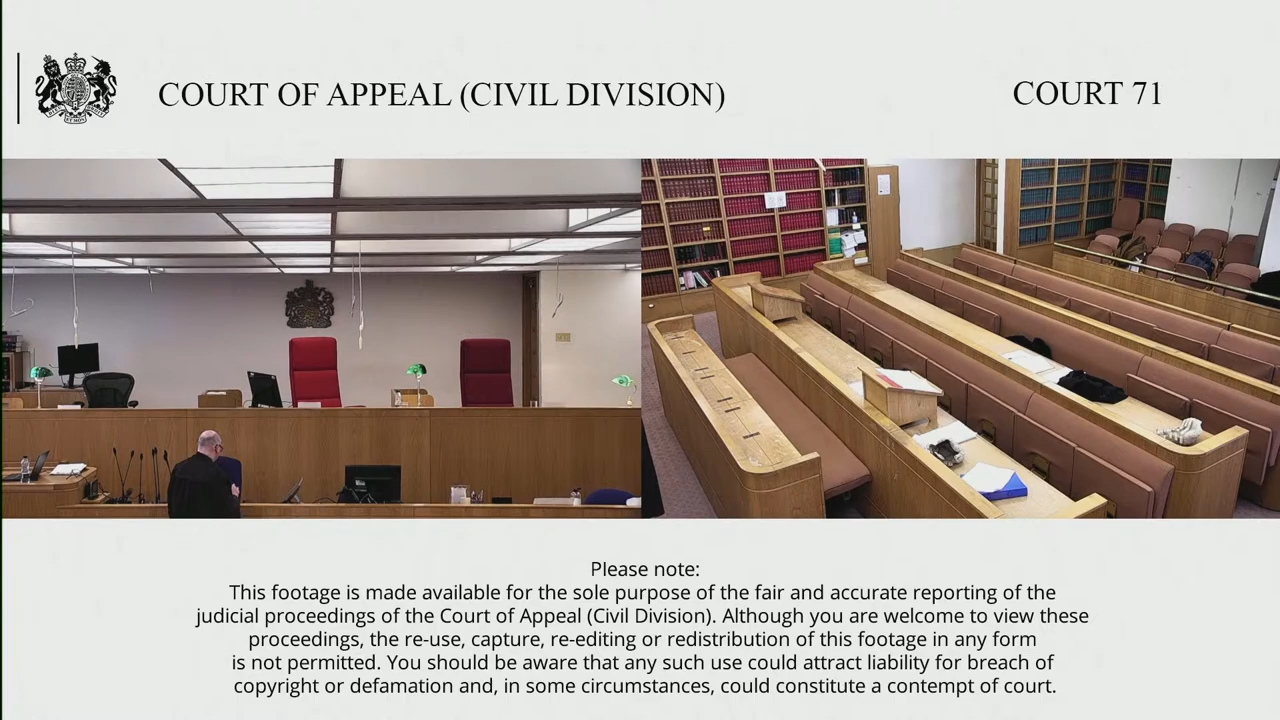 COURT OF APPEAL (CIVIL DIVISION)
COURT 71
Please note:
This footage is made available for the sole purpose of the fair and accurate reporting of the
judicial proceedings of the Court of Appeal (Civil Division). Although you are welcome to view these
proceedings, the re-use, capture, re-editing or redistribution of this footage in any form
is not permitted. You should be aware that any such use could attract liability for breach of
copyright or defamation and, in some circumstances, could constitute a contempt of court.